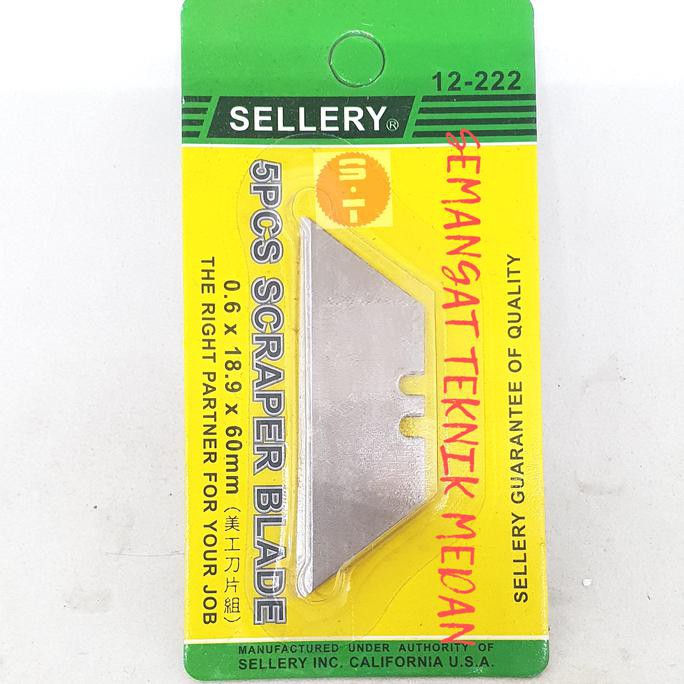 12-222
SELLERY®
S·T
5PCS SCRAPER BLADE
0.6 x 18.9 x 60mm (美工刀片組)
THE RIGHT PARTNER FOR YOUR JOB
SEMANGAT TEKNIK MEDAN
SELLERY GUARANTEE OF QUALITY
MANUFACTURED UNDER AUTHORITY OF
SELLERY INC. CALIFORNIA U.S.A.